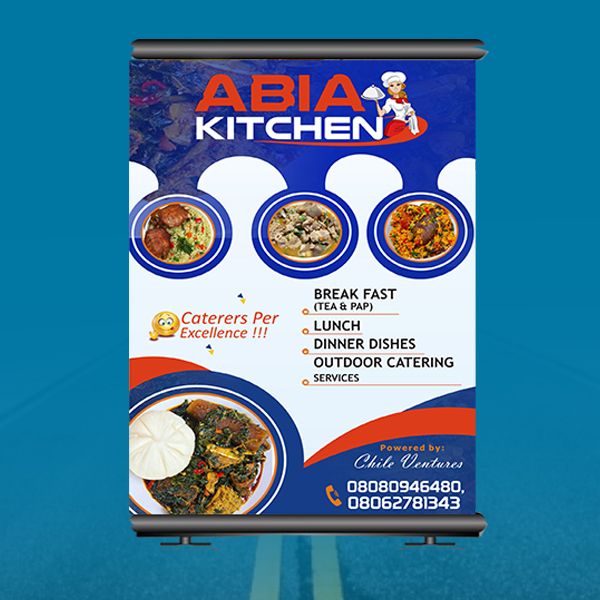 ABIA
KITCHEN
Caterers Per
Excellence !!!
BREAK FAST
(TEA & PAP)
LUNCH
DINNER DISHES
OUTDOOR CATERING
SERVICES
Powered by:
Chile Ventures
08080946480,
08062781343